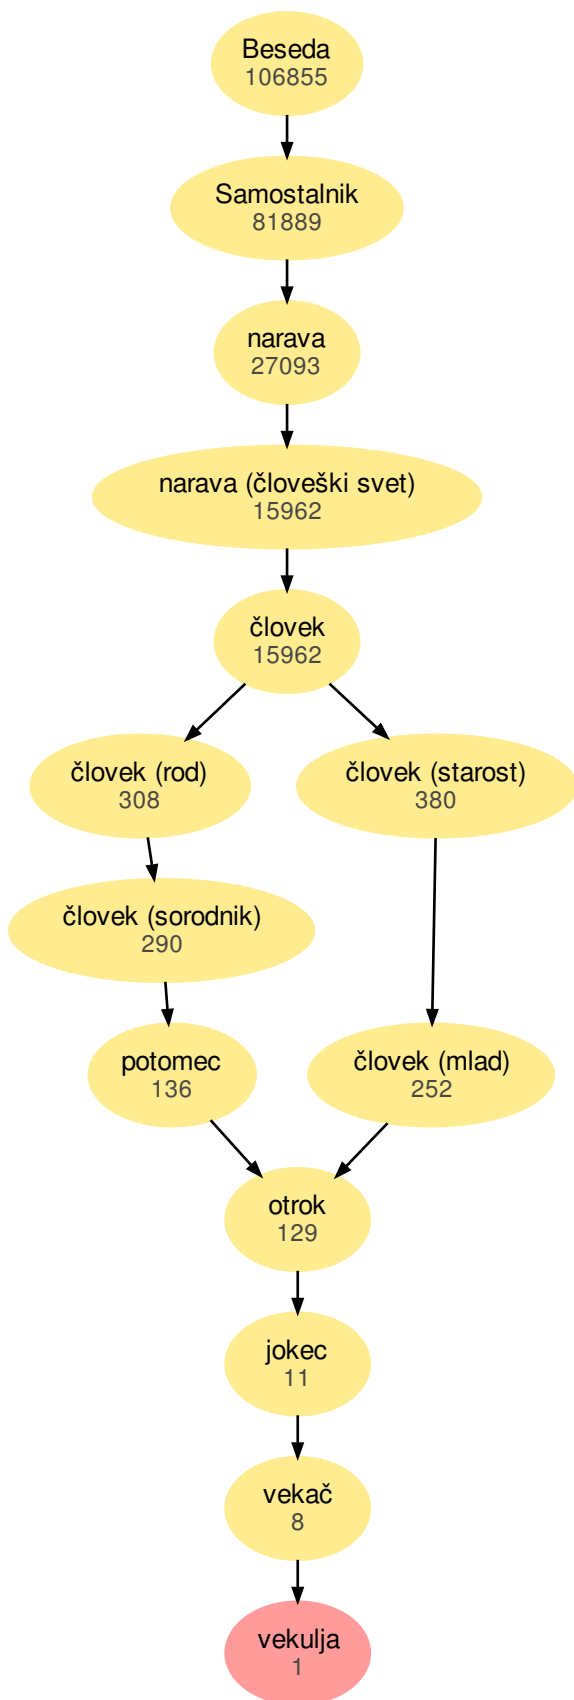 Beseda
106855
Samostalnik
81889
narava
27093
narava (človeški svet)
15962
človek
15962
človek (rod)
308
človek (starost)
380
človek (sorodnik)
290
potomec
136
človek (mlad)
252
otrok
129
jokec
11
vekač
8
vekulja
1